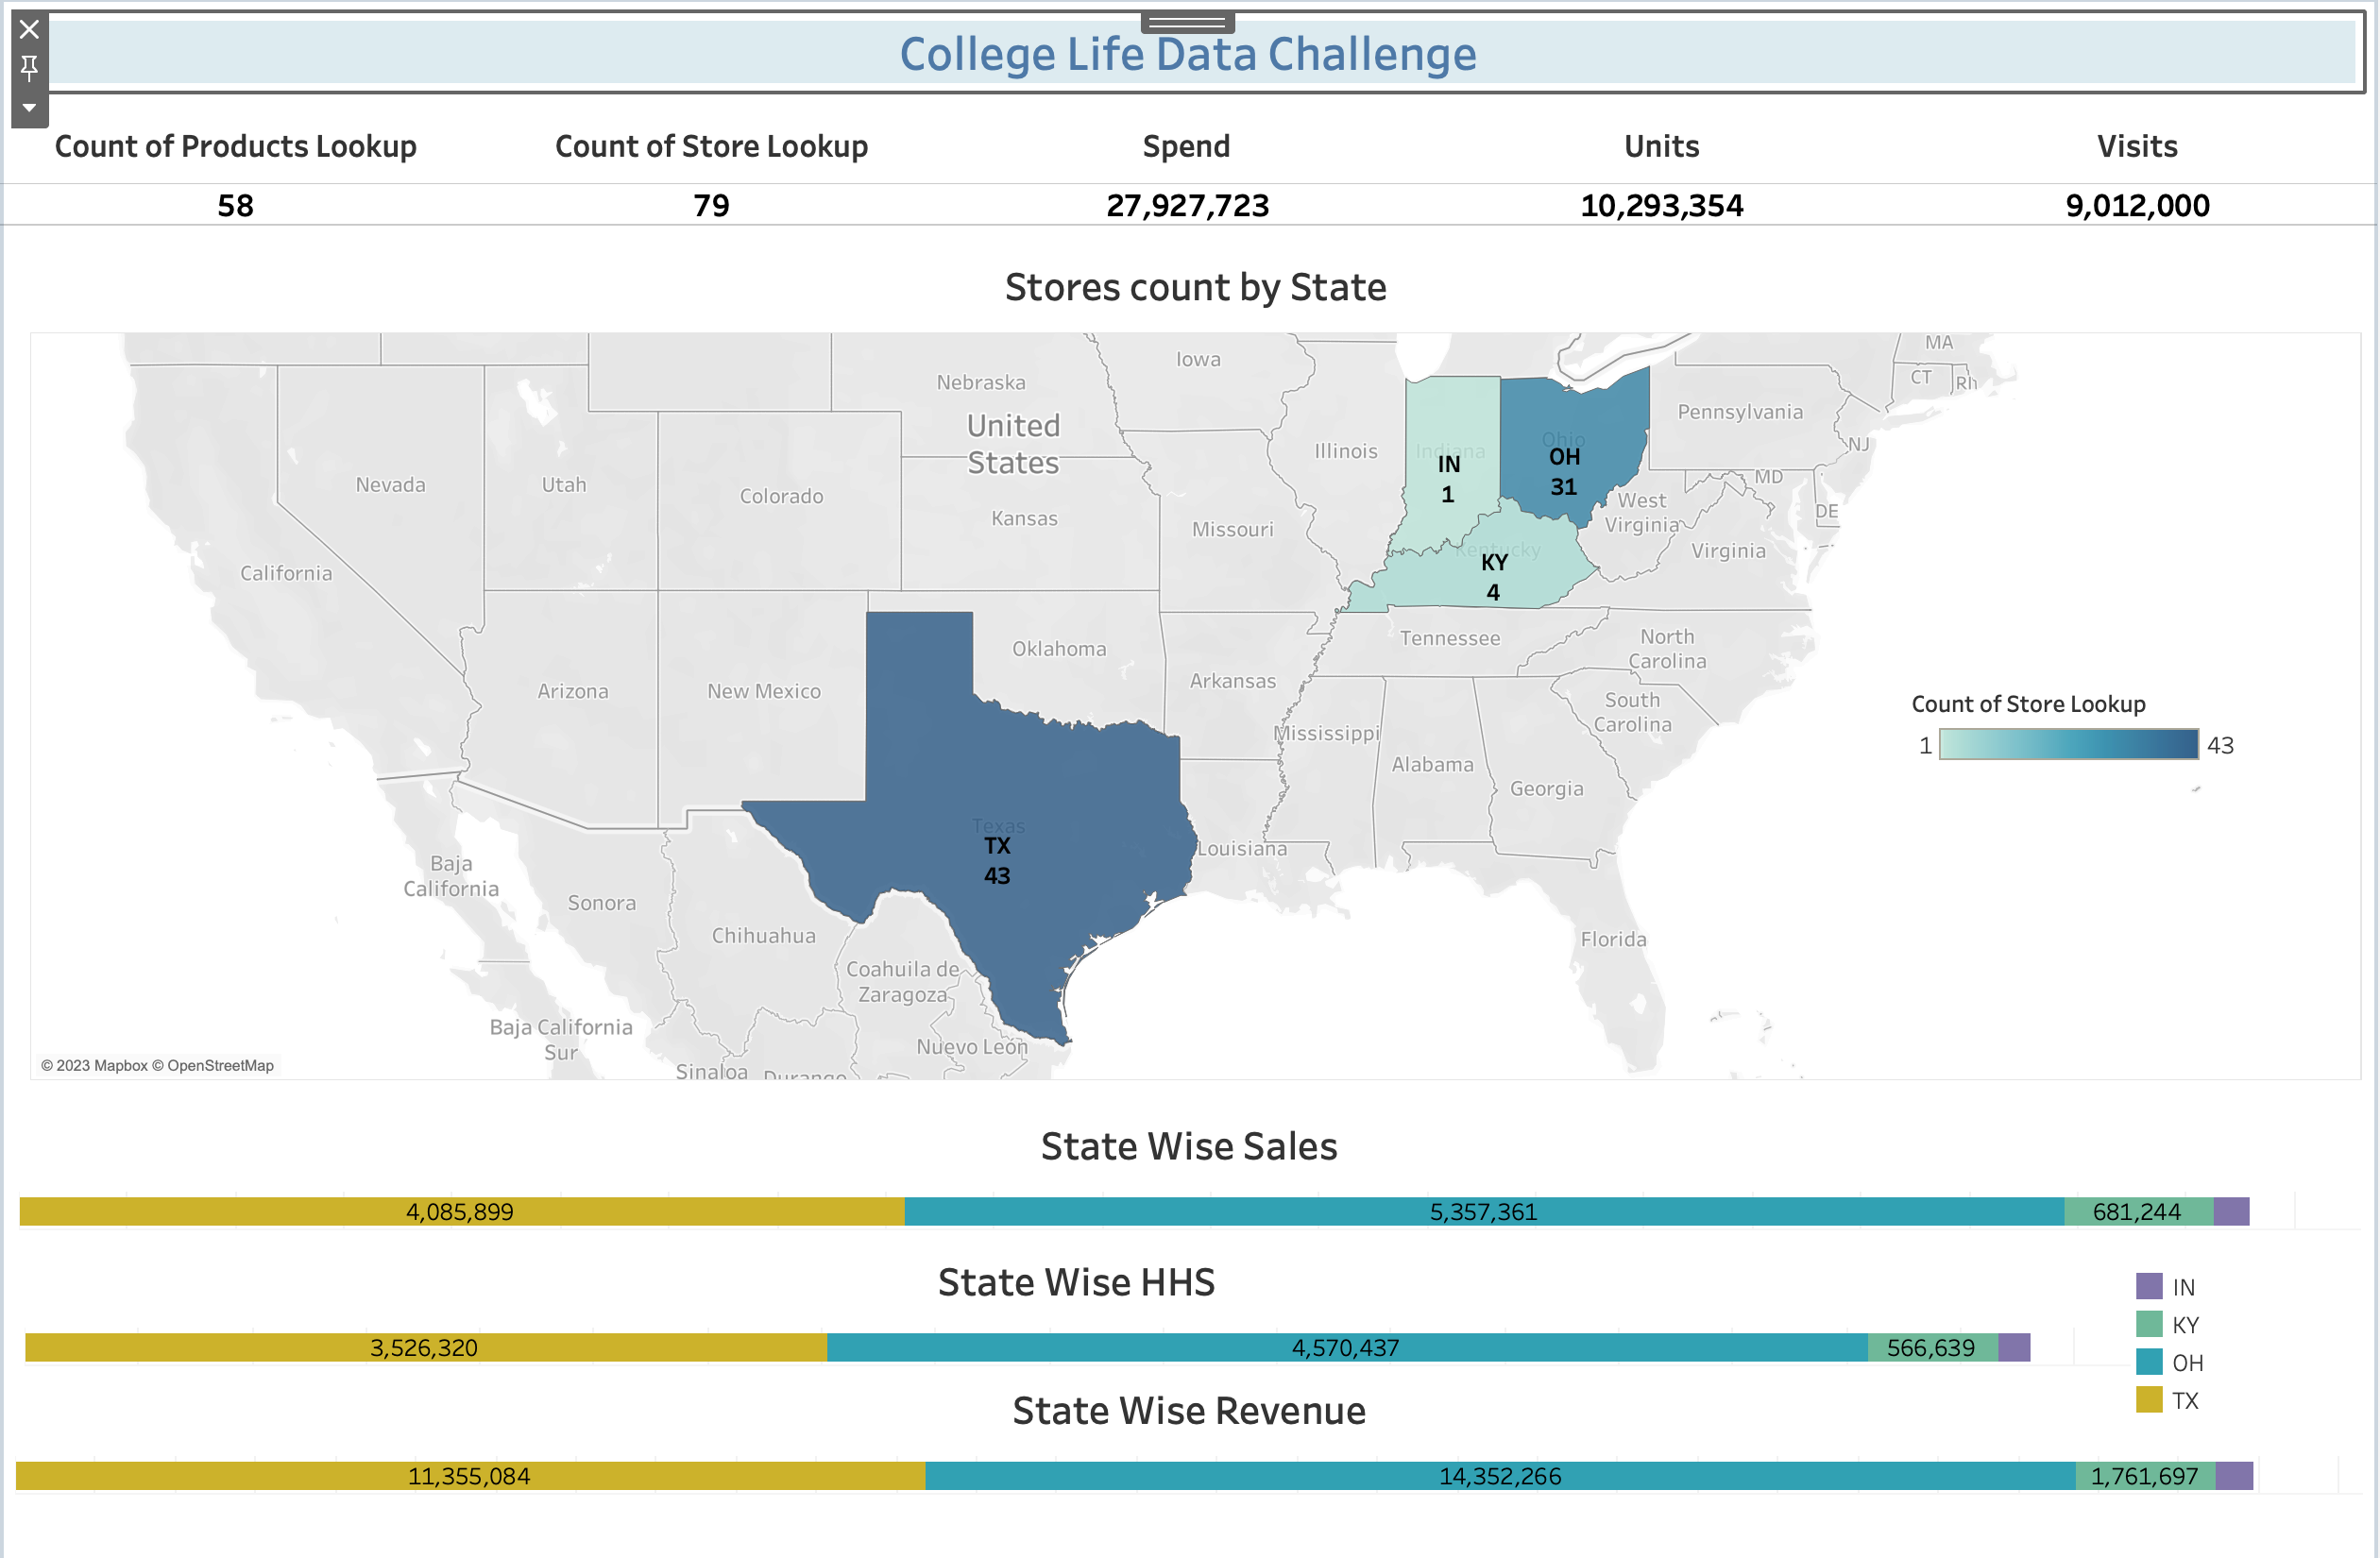 College Life Data Challenge
Count of Products Lookup
Count of Store Lookup
Spend
Units
Visits
58
79
27,927,723
10,293,354
9,012,000
Stores count by State
MA
Iowa
CT
RI
Nebraska
Pennsylvania
United
States
Ohio
NJ
Illinois
Indiana
OH
IN
31
1
MD
Nevada
Utah
Colorado
West
Virginia
DE
Kansas
Missouri
Virginia
Kentucky
KY
4
California
Tennessee
North
Carolina
Oklahoma
Arkansas
Arizona
New Mexico
South
Carolina
Count of Store Lookup
1
43
Mississippi
Alabama
Georgia
Texas
TX
43
Louisiana
Baja
California
Sonora
Chihuahua
Florida
Coahuila de
Zaragoza
Baja California
Sur
Nuevo León
Sinaloa
Durango
© 2023 Mapbox © OpenStreetMap
State Wise Sales
4,085,899
5,357,361
681,244
State Wise HHS
3,526,320
4,570,437
566,639
IN
KY
OH
TX
State Wise Revenue
11,355,084
14,352,266
1,761,697